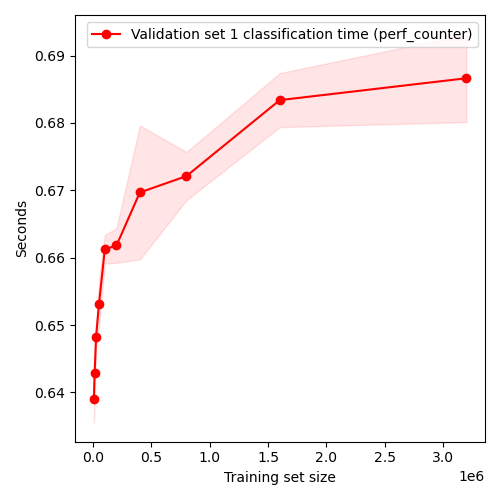 Validation set 1 classification time (perf_counter)
0.69
0.68
0.67
0.66
0.65
0.64
Seconds
0.0 0.5 1.0 1.5 2.0 2.5 3.0
1e6
Training set size